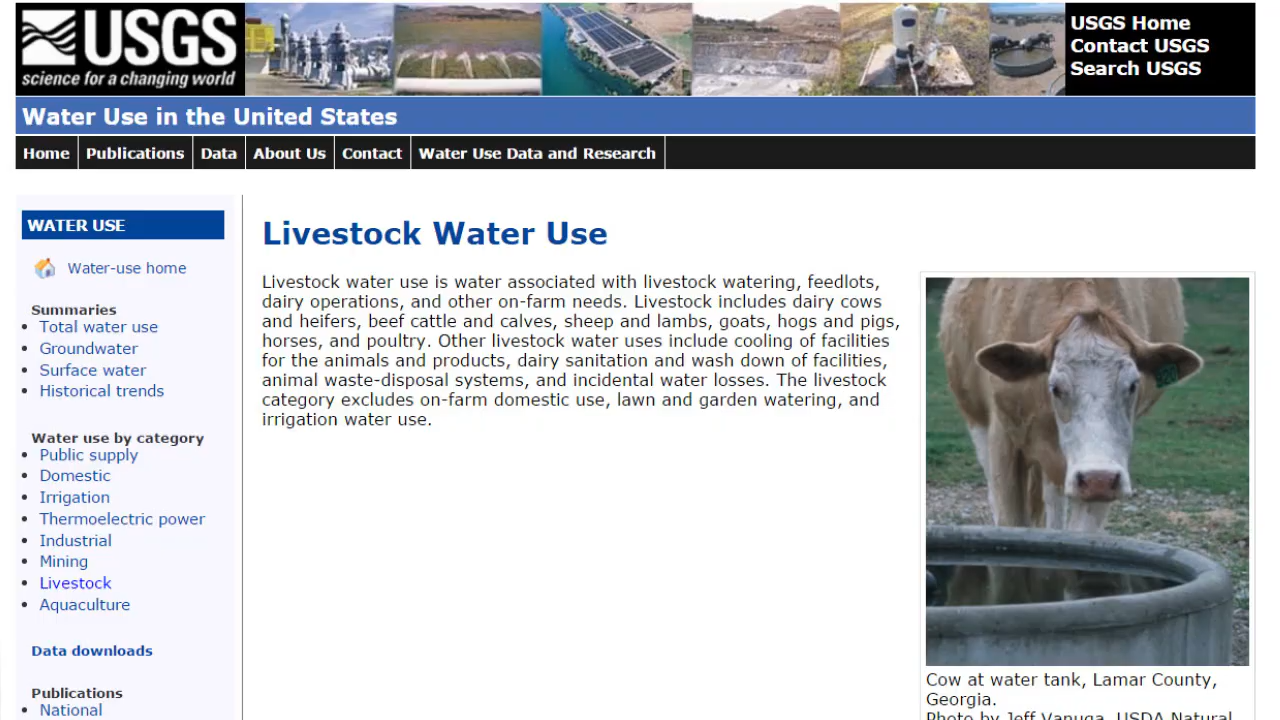 USGS
science for a changing world
USGS Home
Contact USGS
Search USGS
Water Use in the United States
Home
Publications
Data
About Us
Contact
Water Use Data and Research
WATER USE
Water-use home
Summaries
Total water use
Groundwater
Surface water
Historical trends
Water use by category
Public supply
Domestic
Irrigation
Thermoelectric power
Industrial
Mining
Livestock
Aquaculture
Data downloads
Publications
National
Livestock Water Use
Livestock water use is water associated with livestock watering, feedlots,
dairy operations, and other on-farm needs. Livestock includes dairy cows
and heifers, beef cattle and calves, sheep and lambs, goats, hogs and pigs,
horses, and poultry. Other livestock water uses include cooling of facilities
for the animals and products, dairy sanitation and wash down of facilities,
animal waste-disposal systems, and incidental water losses. The livestock
category excludes on-farm domestic use, lawn and garden watering, and
irrigation water use.
Cow at water tank, Lamar County,
Georgia.
Photo by Jeff Vanuga, USDA Natural